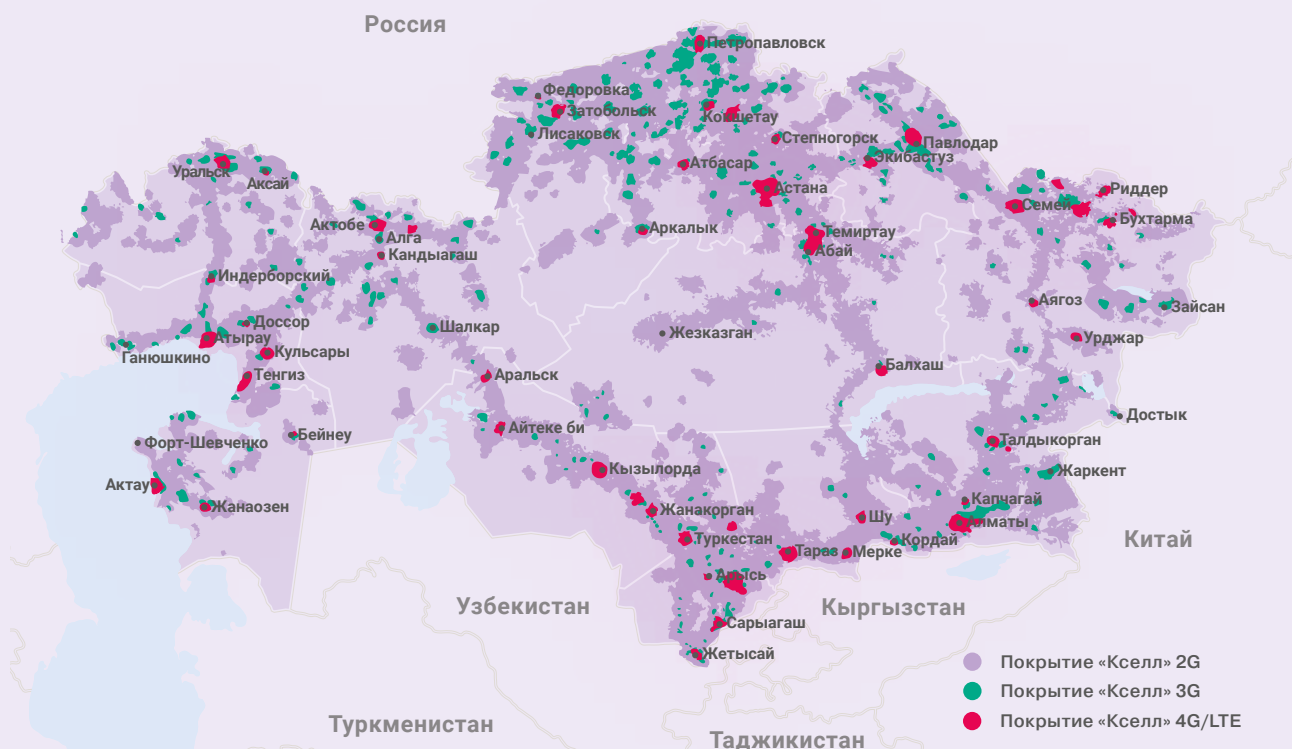 Россия
Петропавловск
Федоровка
Затобольск
Кокшетау
Лисаковск
Степногорск
Павлодар
Экибастуз
Атбасар
Уральск
Аксай
Астана
Риддер
Семей
Бухтарма
Актобе
Аркалык
Темиртау
Алга
Абай
Кандыагаш
Индерборский
Аягоз
Зайсан
Доссор
Шалкар
Жезказган
Атырау
Урджар
Ганюшкино
Кульсары
Тенгиз
Аральск
Балхаш
Достык
Айтеке би
Бейнеу
Форт-Шевченко
Талдыкорган
Кызылорда
Жаркент
Актау
Жанаозен
Жанакорган
Капчагай
Шу
Алматы
Туркестан
Кордай
Китай
Тараз
Мерке
Арысь
Узбекистан
Кыргызстан
Сарыагаш
Жетысай
Покрытие «Кселл» 2G
Покрытие «Кселл» 3G
Покрытие «Кселл» 4G/LTE
Туркменистан
Таджикистан